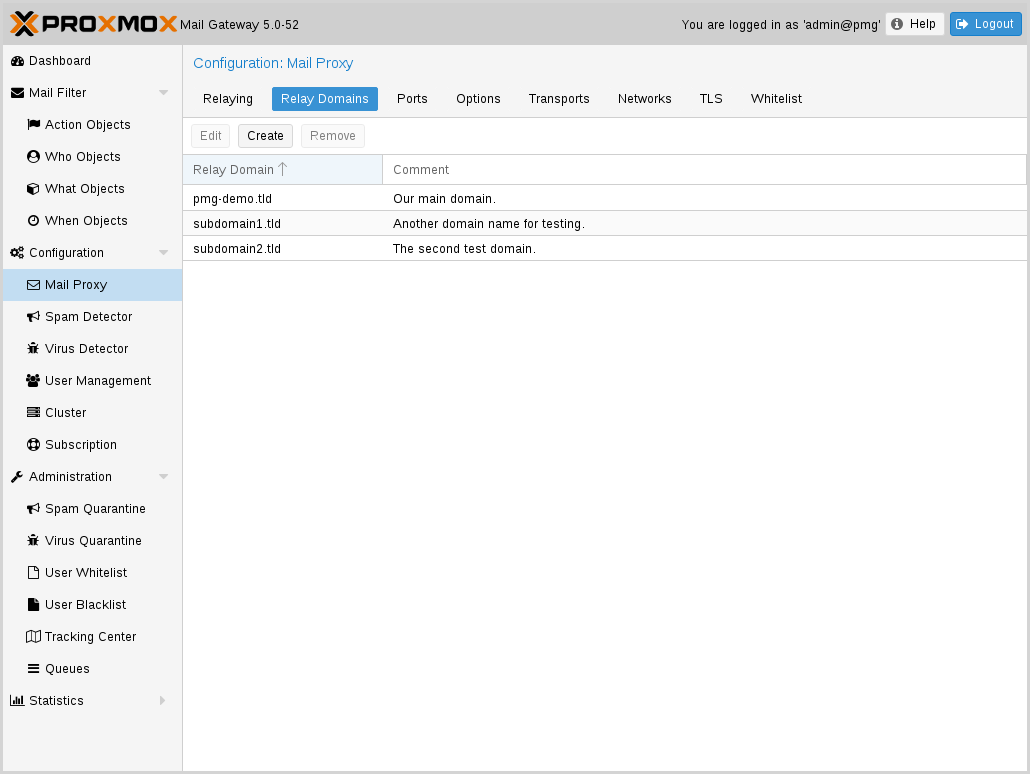 PROXMOX Mail Gateway 5.0-52 You are logged in as 'admin@pmg' Help Logout
Dashboard
Mail Filter
Action Objects
Who Objects
What Objects
When Objects
Configuration
Mail Proxy
Spam Detector
Virus Detector
User Management
Cluster
Subscription
Administration
Spam Quarantine
Virus Quarantine
User Whitelist
User Blacklist
Tracking Center
Queues
Statistics
Configuration: Mail Proxy
Relaying Relay Domains Ports Options Transports Networks TLS Whitelist
Edit Create Remove
Relay Domain Comment
pmg-demo.tld Our main domain.
subdomain1.tld Another domain name for testing.
subdomain2.tld The second test domain.